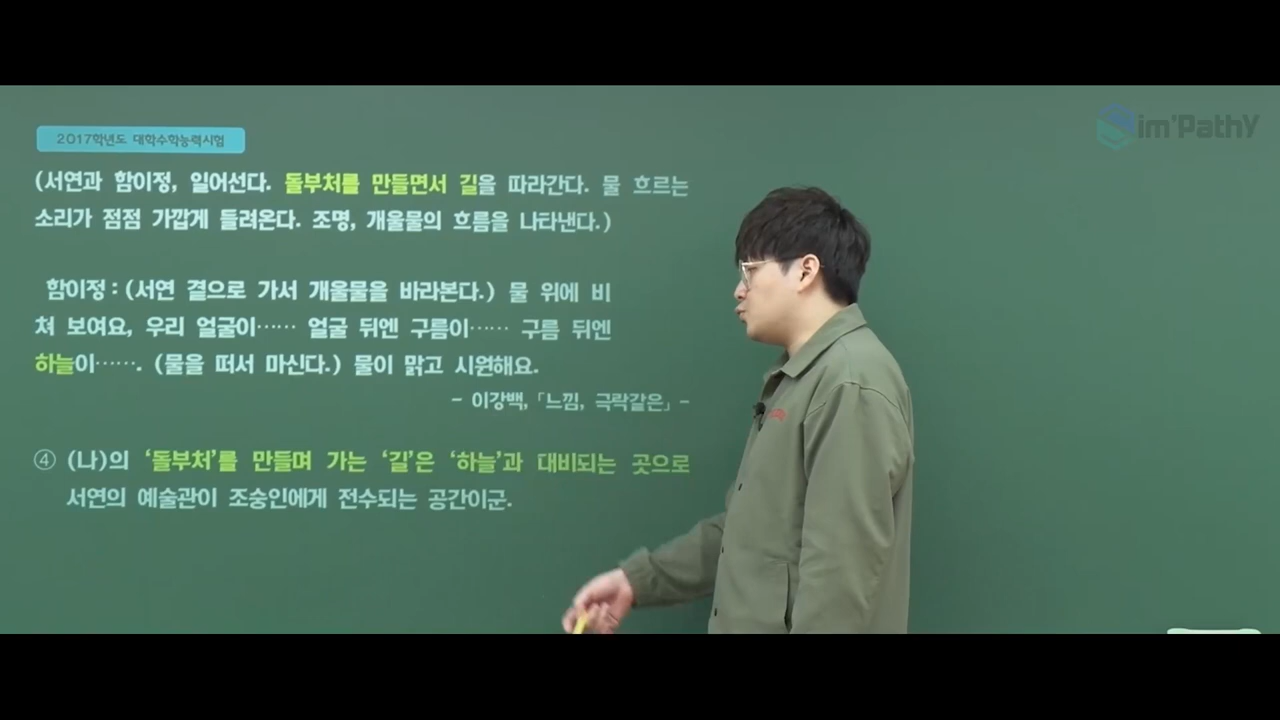 im'PathY
2017학년도 대학수학능력시험
(서연과 함이정, 일어선다. 돌부처를 만들면서 길을 따라간다. 물 흐르는
소리가 점점 가깝게 들려온다. 조명, 개울물의 흐름을 나타낸다.)
함이정 : (서연 곁으로 가서 개울물을 바라본다.) 물 위에 비
쳐 보여요, 우리 얼굴이…… 얼굴 뒤엔 구름이…… 구름 뒤엔
하늘이……. (물을 떠서 마신다.) 물이 맑고 시원해요.
- 이강백, 「느낌, 극락같은」 -
④ (나)의 ‘돌부처’를 만들며 가는 ‘길’은 ‘하늘’과 대비되는 곳으로
서연의 예술관이 조숭인에게 전수되는 공간이군.